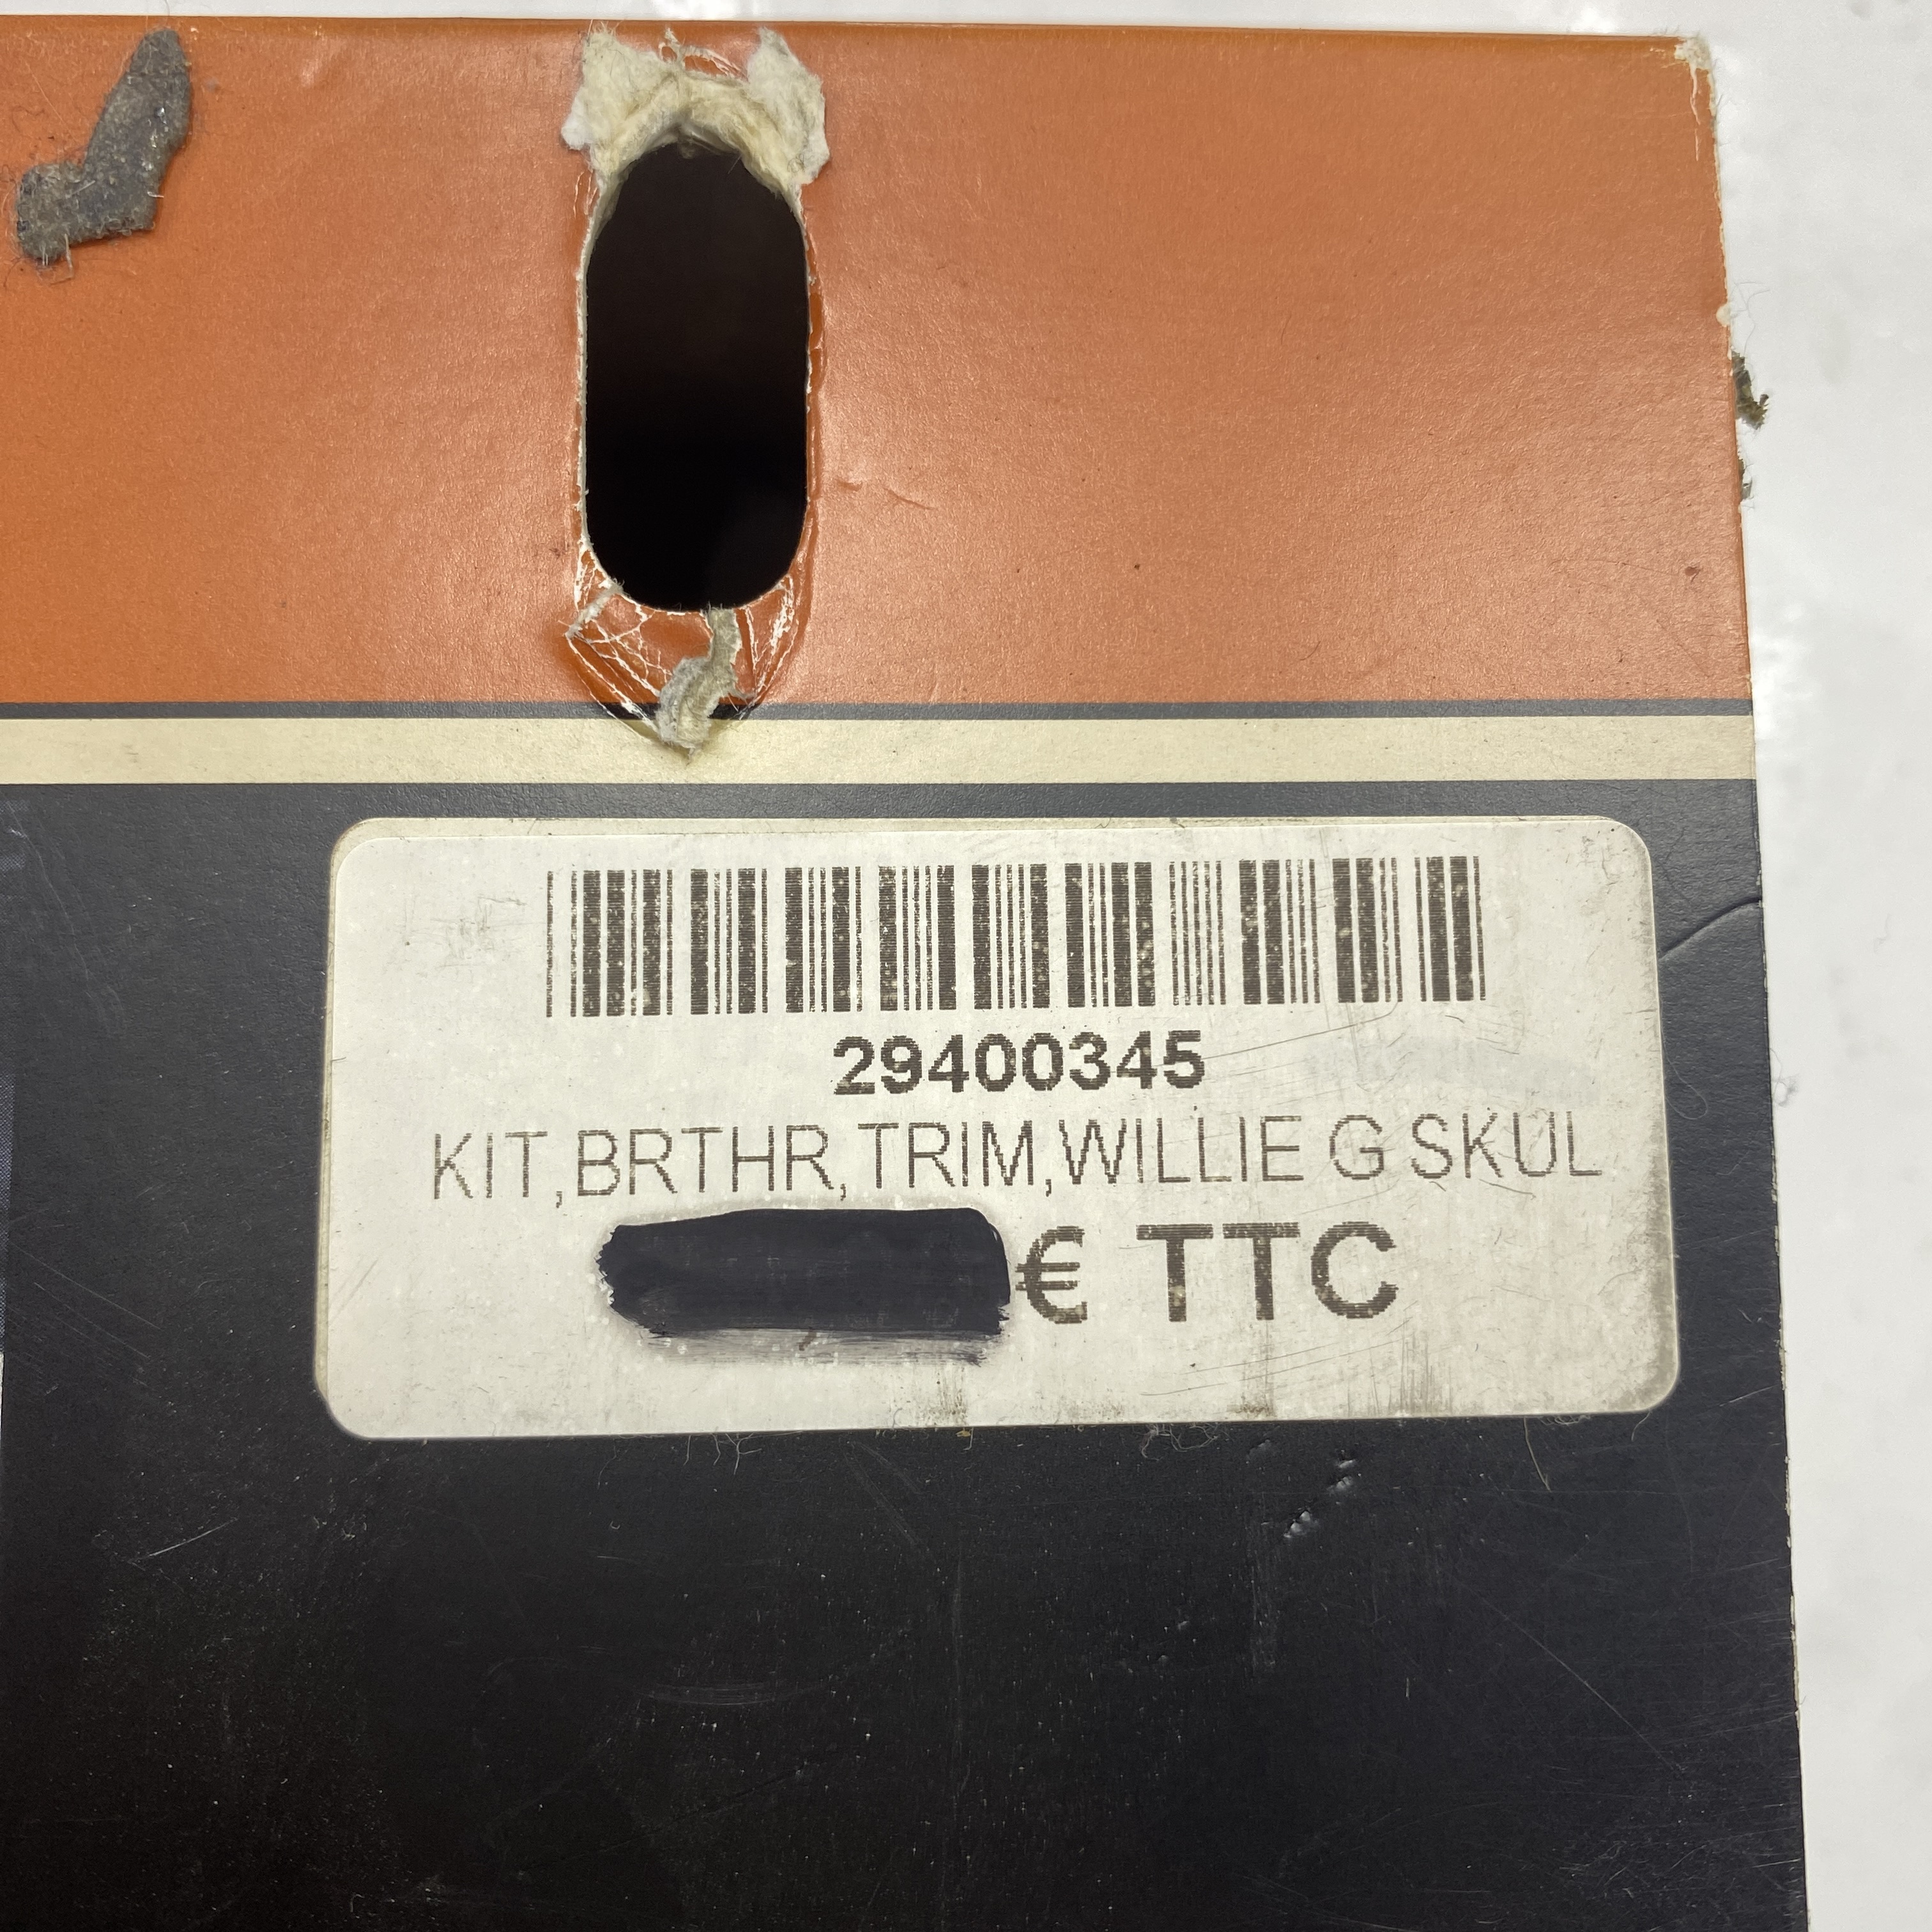 29400345
KIT,BRTHR,TRIM,WILLIE G SKUL
€ TTC